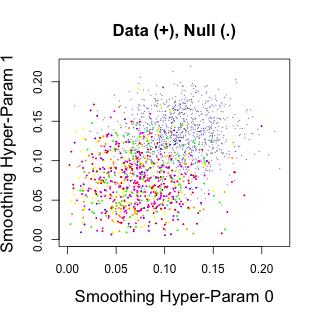 Data (+), Null (.)
Smoothing Hyper-Param 1
0.20
0.15
0.10
0.05
0.00
0.00 0.05 0.10 0.15 0.20
Smoothing Hyper-Param 0